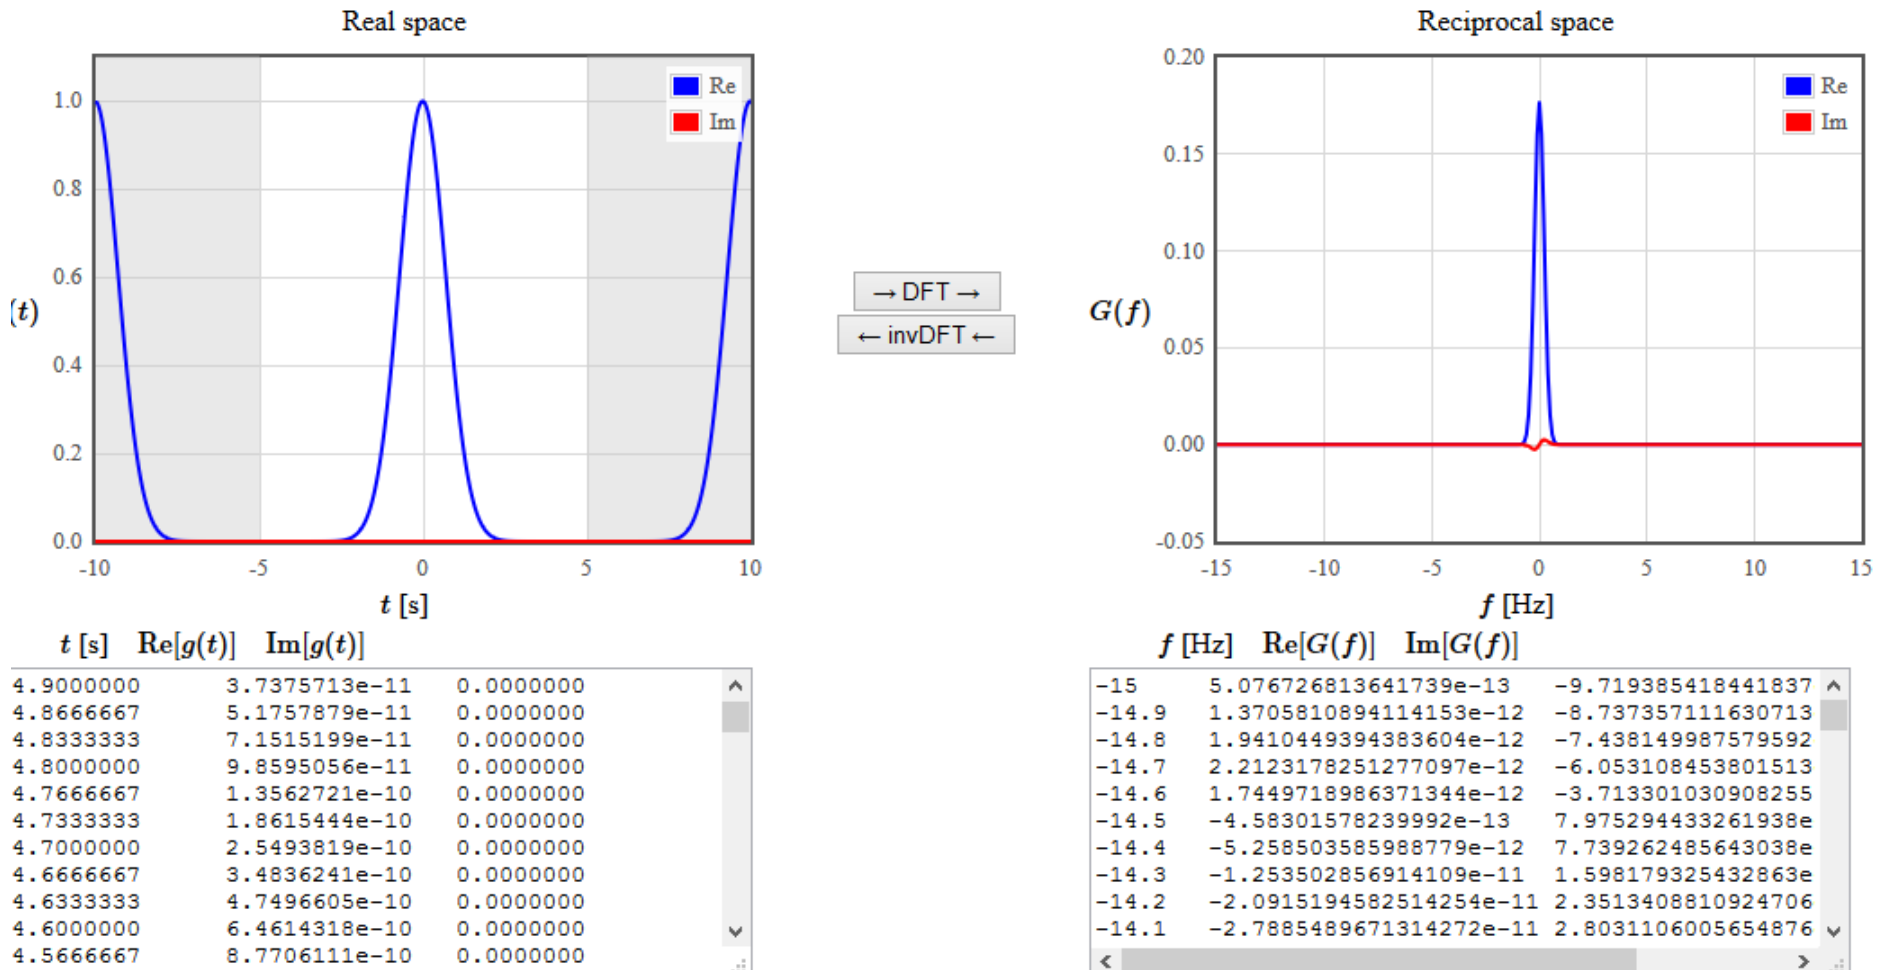 Real space
Re
Im
1.0
0.8
0.6
0.4
0.2
0.0
(t)
-10 -5 0 5 10
t [s]
t [s] Re[g(t)] Im[g(t)]
4.9000000 3.7375713e-11 0.0000000
4.8666667 5.1757879e-11 0.0000000
4.8333333 7.1515199e-11 0.0000000
4.8000000 9.8595056e-11 0.0000000
4.7666667 1.3562721e-10 0.0000000
4.7333333 1.8615444e-10 0.0000000
4.7000000 2.5493819e-10 0.0000000
4.6666667 3.4836241e-10 0.0000000
4.6333333 4.7496605e-10 0.0000000
4.6000000 6.4614318e-10 0.0000000
4.5666667 8.7706111e-10 0.0000000
→ DFT →
← invDFT ←
Reciprocal space
Re
Im
0.20
0.15
0.10
0.05
0.00
-0.05
G(f)
-15 -10 -5 0 5 10 15
f [Hz]
f [Hz] Re[G(f)] Im[G(f)]
-15 5.076726813641739e-13 -9.719385418441837
-14.9 1.3705810894114153e-12 -8.737357111630713
-14.8 1.9410449394383604e-12 -7.438149987579592
-14.7 2.2123178251277097e-12 -6.053108453801513
-14.6 1.7449718986371344e-12 -3.713301030908255
-14.5 -4.58301578239992e-13 7.975294433261938e
-14.4 -5.258503585988779e-12 7.739262485643038e
-14.3 -1.253502856914109e-11 1.598179325432863e
-14.2 -2.0915194582514254e-11 2.3513408810924706
-14.1 -2.7885489671314272e-11 2.8031106005654876